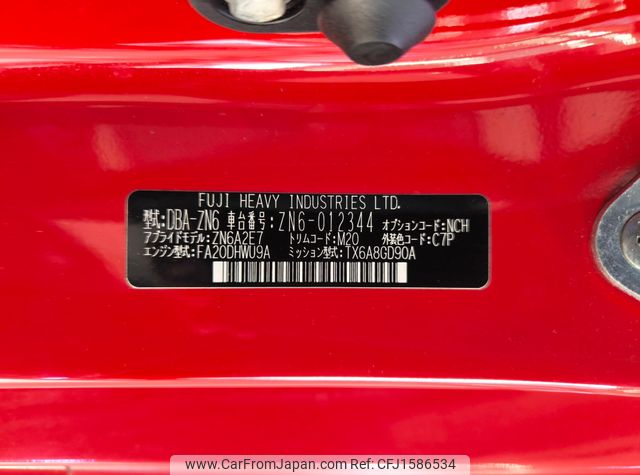 FUJI HEAVY INDUSTRIES LTD.
型式:DBA-ZN6 車台番号:ZN6-012344 オプションコード:NCH
アプライドモデル:ZN6A2E7 トリムコード:M20 外装色コード:C7P
エンジン型式:FA20DHWU9A ミッション型式:TX6A8GD90A
www.CarFromJapan.com Car REF ID: CFJ1586534